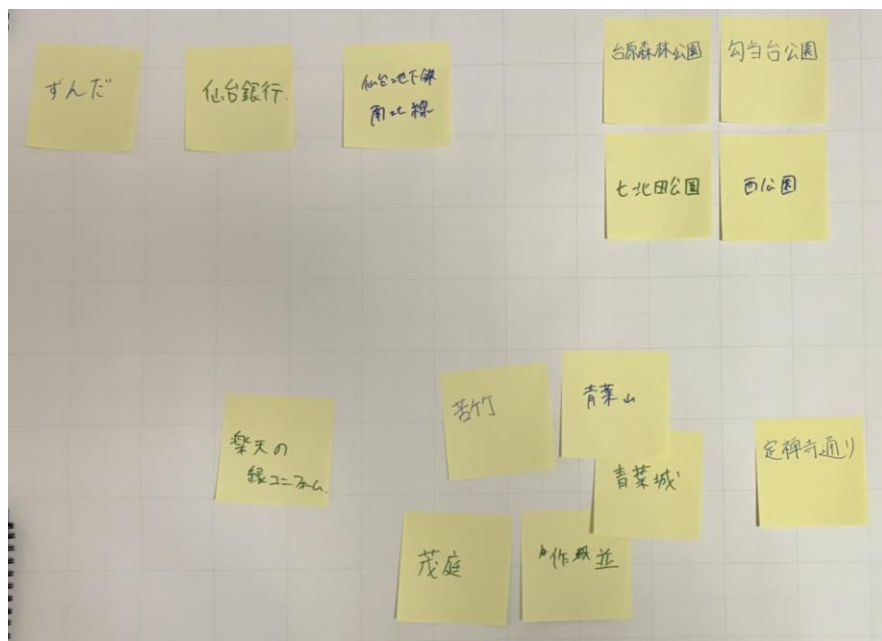 ずんだ
仙台銀行
仙台地下鉄
南北線
台原森林公園
勾当台公園
七北田公園
西公園
楽天の
緑ユニフォーム
苦竹
青葉山
青葉城
定禅寺通り
茂庭
作並